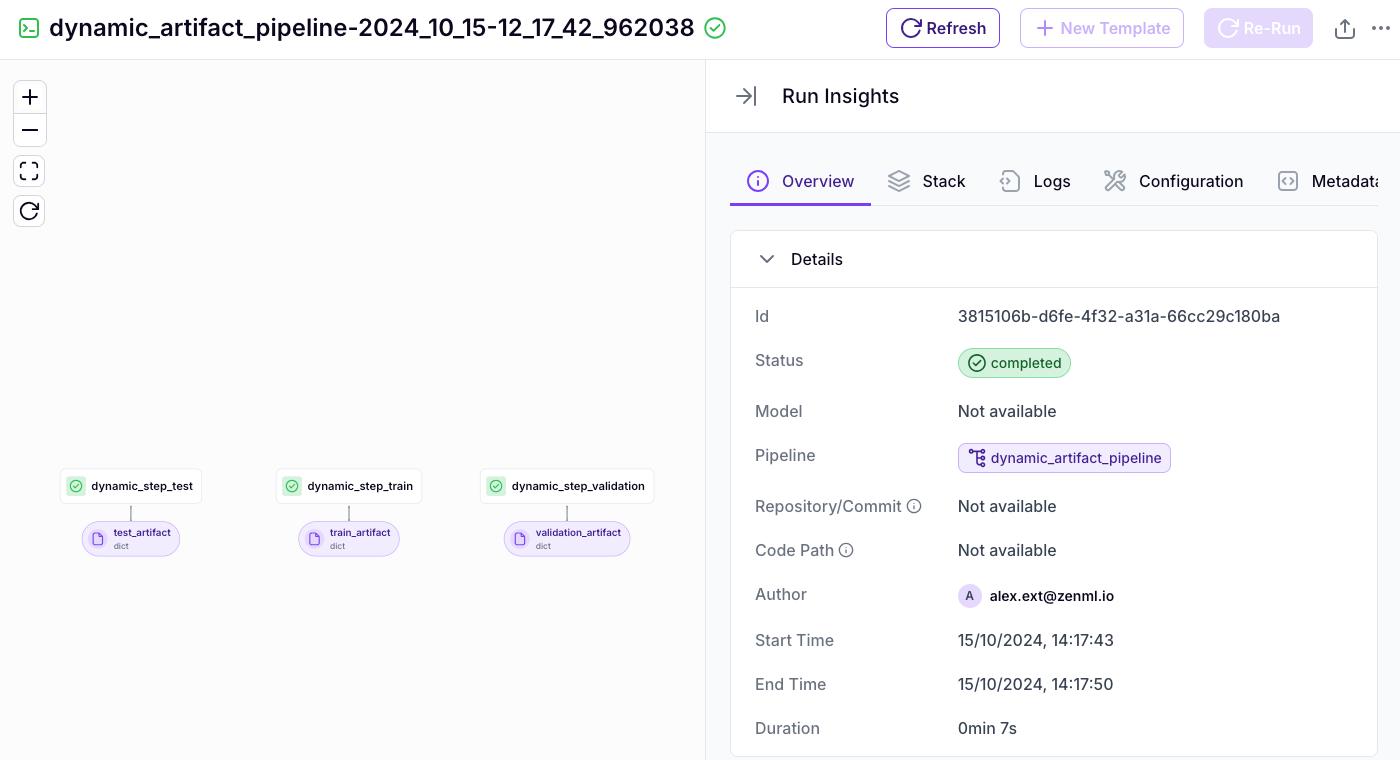 dynamic_artifact_pipeline-2024_10_15-12_17_42_962038
Refresh
New Template
Re-Run
Run Insights
Overview
Stack
Logs
Configuration
Metadata
Details
Id
3815106b-d6fe-4f32-a31a-66cc29c180ba
Status
completed
Model
Not available
Pipeline
dynamic_artifact_pipeline
Repository/Commit
Not available
Code Path
Not available
Author
A
alex.ext@zenml.io
Start Time
15/10/2024, 14:17:43
End Time
15/10/2024, 14:17:50
Duration
0min 7s
dynamic_step_test
test_artifact
dict
dynamic_step_train
train_artifact
dict
dynamic_step_validation
validation_artifact
dict